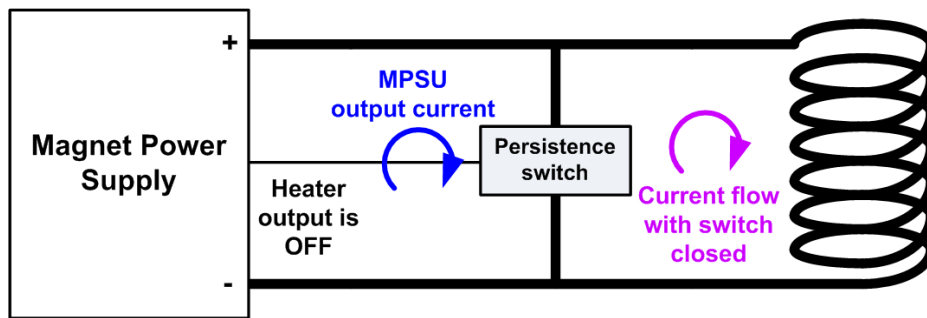 Magnet Power
Supply
+
-
MPSU
output current
Heater
output is
OFF
Persistence
switch
Current flow
with switch
closed